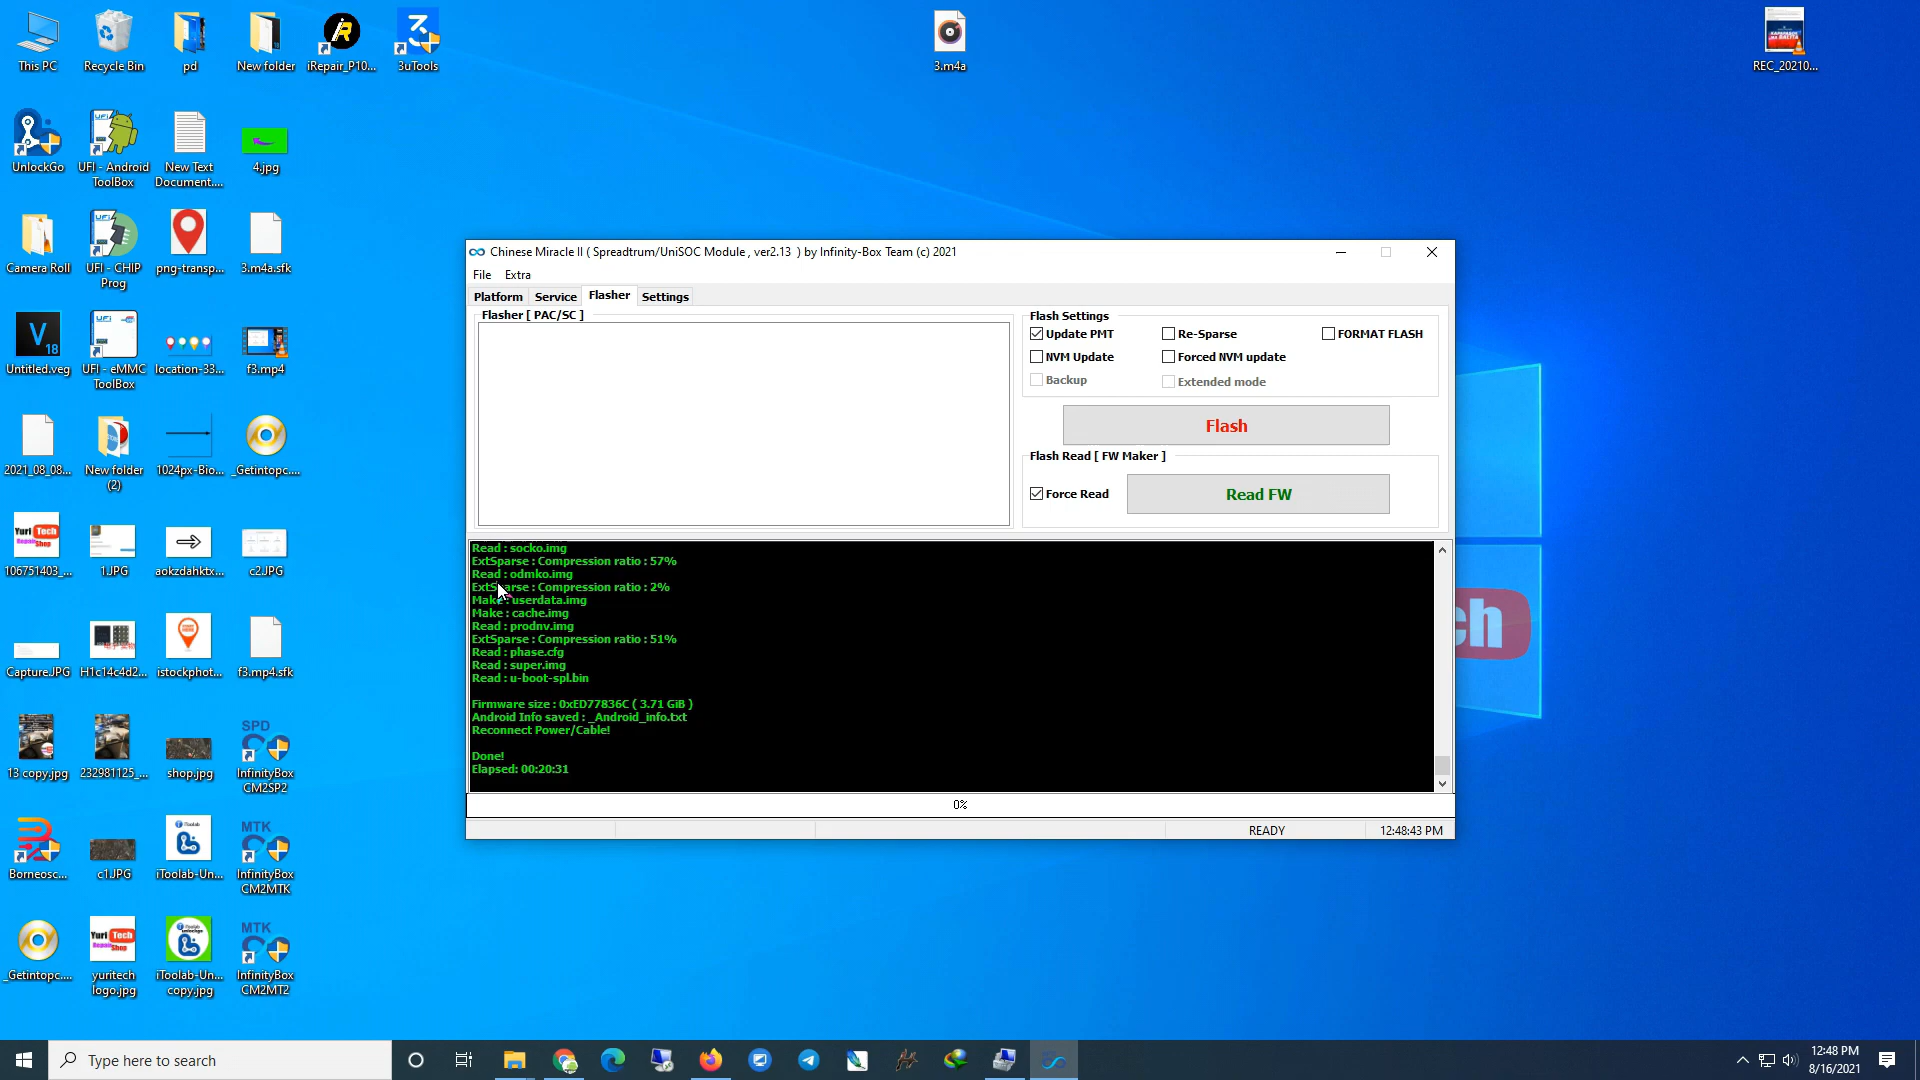 This PC
Recycle Bin
pd
New folder
iRepair_P10...
3uTools
3.m4a
REC_20210...
UnlockGo
UFI - Android
ToolBox
New Text
Document....
4.jpg
Camera Roll
UFI - CHIP
Prog
png-transp...
3.m4a.sfk
Untitled.veg
UFI - eMMC
ToolBox
location-33...
f3.mp4
2021_08_08...
New folder
(2)
1024px-Bio...
_Getintopc....
106751403_...
1.JPG
aokzdahktx...
c2.JPG
Capture.JPG
H1c14c4d2...
istockphot...
f3.mp4.sfk
13 copy.jpg
232981125_...
shop.jpg
SPD
InfinityBox
CM2SP2
Borneosc...
c1.JPG
iToolab-Un...
MTK
InfinityBox
CM2MTK
_Getintopc....
yuritech
logo.jpg
iToolab-Un...
copy.jpg
MTK
InfinityBox
CM2MT2
Chinese Miracle II ( Spreadtrum/UniSOC Module , ver2.13 ) by Infinity-Box Team (c) 2021
File Extra
Platform Service Flasher Settings
Flasher [ PAC/SC ]
Flash Settings
Update PMT Re-Sparse FORMAT FLASH
NVM Update Forced NVM update
Backup Extended mode
Flash
Flash Read [ FW Maker ]
Force Read Read FW
Read : socko.img
ExtSparse : Compression ratio : 57%
Read : odmko.img
ExtSparse : Compression ratio : 2%
Make : userdata.img
Make : cache.img
Read : prodnv.img
ExtSparse : Compression ratio : 51%
Read : phase.cfg
Read : super.img
Read : u-boot-spl.bin
Firmware size : 0xED77836C ( 3.71 GiB )
Android Info saved : _Android_info.txt
Reconnect Power/Cable!
Done!
Elapsed: 00:20:31
0%
READY 12:48:43 PM
Type here to search
12:48 PM
8/16/2021